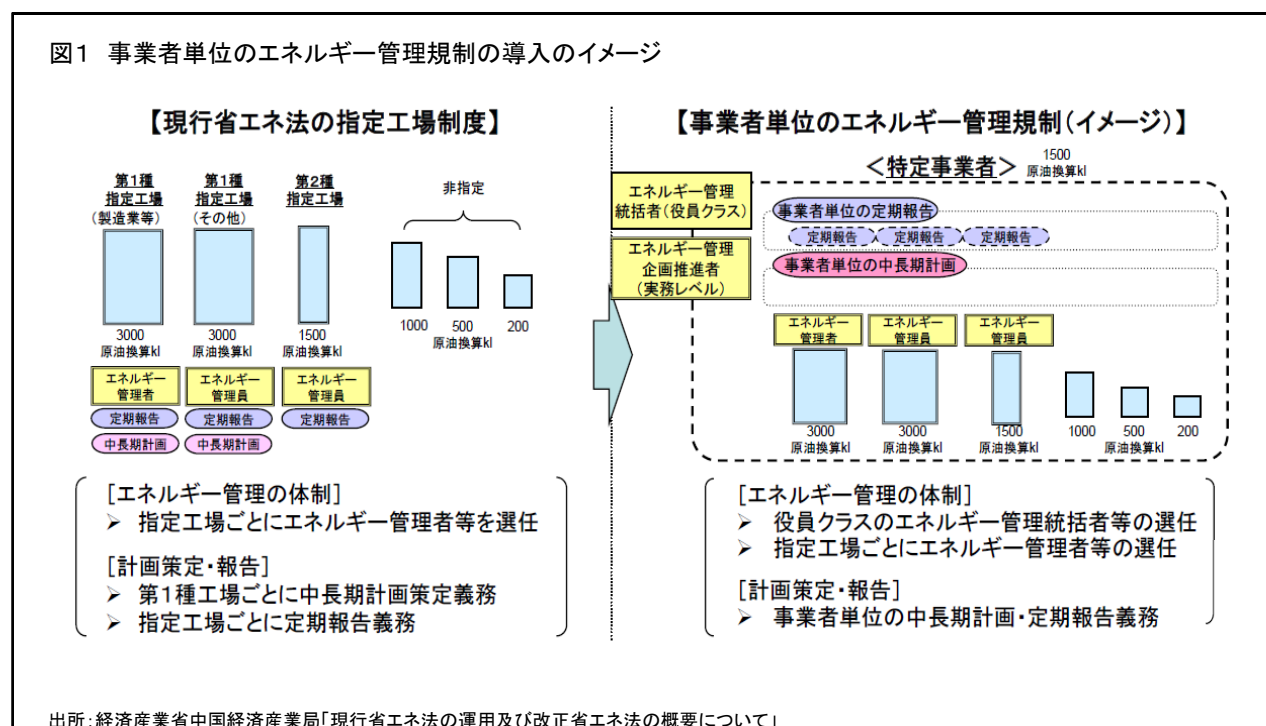 図1 事業者単位のエネルギー管理規制の導入のイメージ
【現行省エネ法の指定工場制度】
第1種
指定工場
(製造業等)
第1種
指定工場
(その他)
第2種
指定工場
非指定
3000
原油換算kl
3000
原油換算kl
1500
原油換算kl
1000
500
200
原油換算kl
エネルギー
管理者
エネルギー
管理員
エネルギー
管理員
定期報告
定期報告
定期報告
中長期計画
中長期計画
[エネルギー管理の体制]
➢ 指定工場ごとにエネルギー管理者等を選任
[計画策定・報告]
➢ 第1種工場ごとに中長期計画策定義務
➢ 指定工場ごとに定期報告義務
【事業者単位のエネルギー管理規制(イメージ)】
<特定事業者>
1500
原油換算kl
エネルギー管理
統括者(役員クラス)
エネルギー管理
企画推進者
(実務レベル)
事業者単位の定期報告
定期報告
定期報告
定期報告
事業者単位の中長期計画
エネルギー
管理者
エネルギー
管理員
エネルギー
管理員
3000
原油換算kl
3000
原油換算kl
1500
原油換算kl
1000
500
200
原油換算kl
[エネルギー管理の体制]
➢ 役員クラスのエネルギー管理統括者等の選任
➢ 指定工場ごとにエネルギー管理者等の選任
[計画策定・報告]
➢ 事業者単位の中長期計画・定期報告義務
出所:経済産業省中国経済産業局「現行省エネ法の運用及び改正省エネ法の概要について」